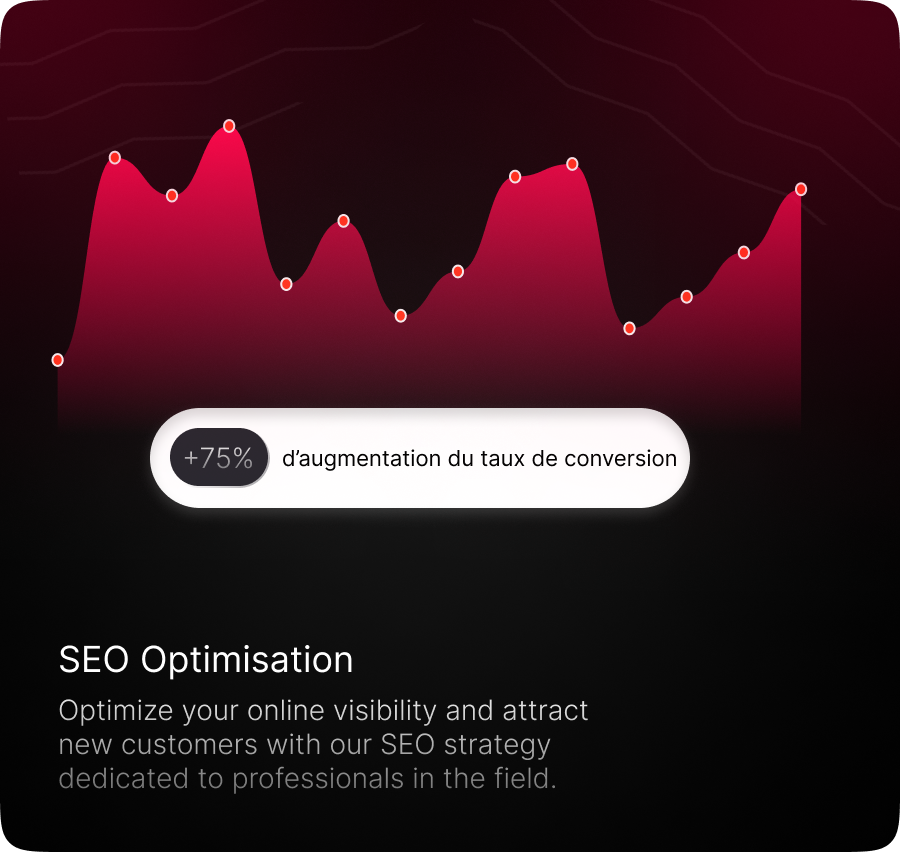 +75% d’augmentation du taux de conversion
SEO Optimisation
Optimize your online visibility and attract
new customers with our SEO strategy
dedicated to professionals in the field.